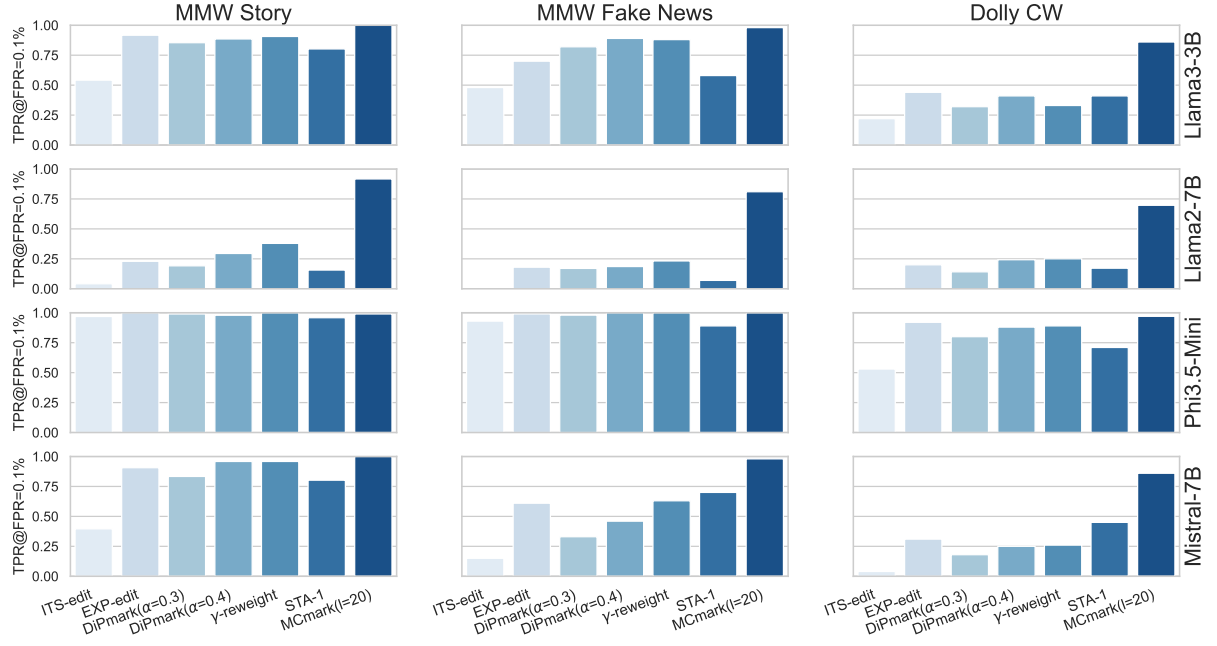 MMW Story
MMW Fake News
Dolly CW
TPR@FPR=0.1%
1.00
0.75
0.50
0.25
0.00
Llama3-3B
TPR@FPR=0.1%
1.00
0.75
0.50
0.25
0.00
Llama2-7B
TPR@FPR=0.1%
1.00
0.75
0.50
0.25
0.00
Phi3.5-Mini
TPR@FPR=0.1%
1.00
0.75
0.50
0.25
0.00
Mistral-7B
ITS-edit
EXP-edit
DiPmark(α=0.3)
DiPmark(α=0.4)
γ-reweight
STA-1
MCmark(l=20)
ITS-edit
EXP-edit
DiPmark(α=0.3)
DiPmark(α=0.4)
γ-reweight
STA-1
MCmark(l=20)
ITS-edit
EXP-edit
DiPmark(α=0.3)
DiPmark(α=0.4)
γ-reweight
STA-1
MCmark(l=20)